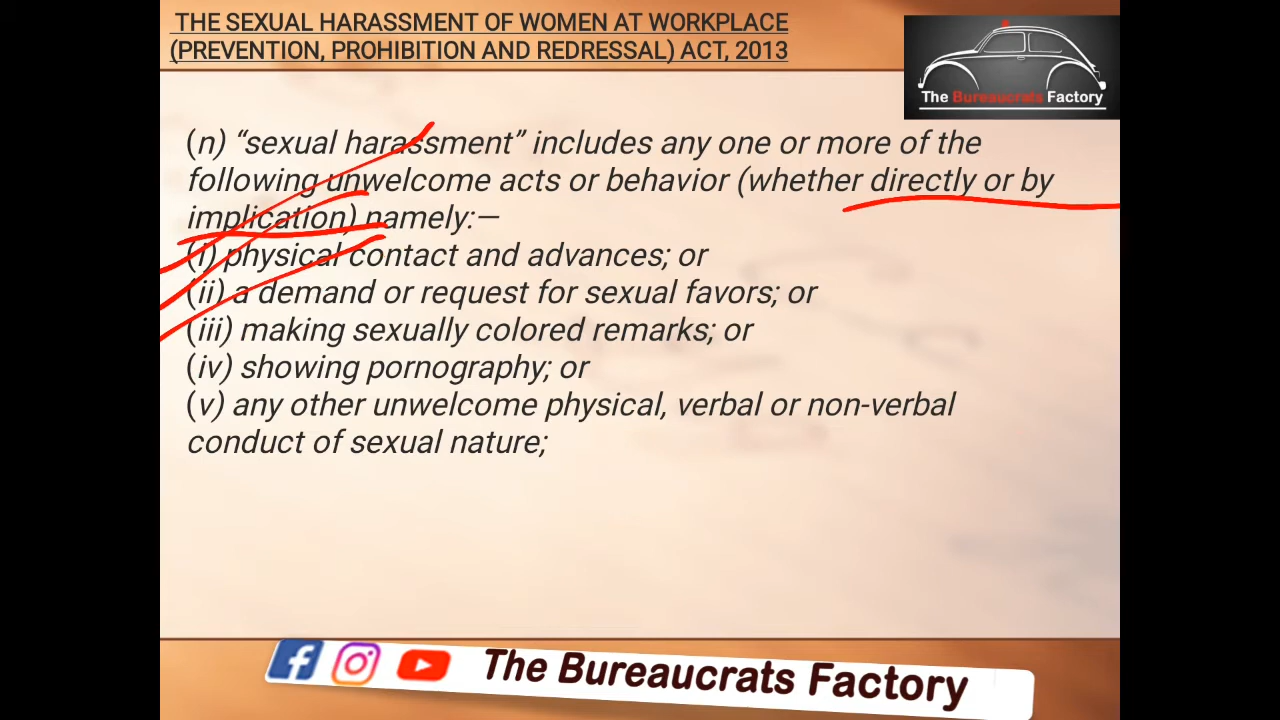 THE SEXUAL HARASSMENT OF WOMEN AT WORKPLACE
(PREVENTION, PROHIBITION AND REDRESSAL) ACT, 2013
The Bureaucrats Factory
(n) “sexual harassment” includes any one or more of the
following unwelcome acts or behavior (whether directly or by
implication) namely:—
(i) physical contact and advances; or
(ii) a demand or request for sexual favors; or
(iii) making sexually colored remarks; or
(iv) showing pornography; or
(v) any other unwelcome physical, verbal or non-verbal
conduct of sexual nature;
The Bureaucrats Factory